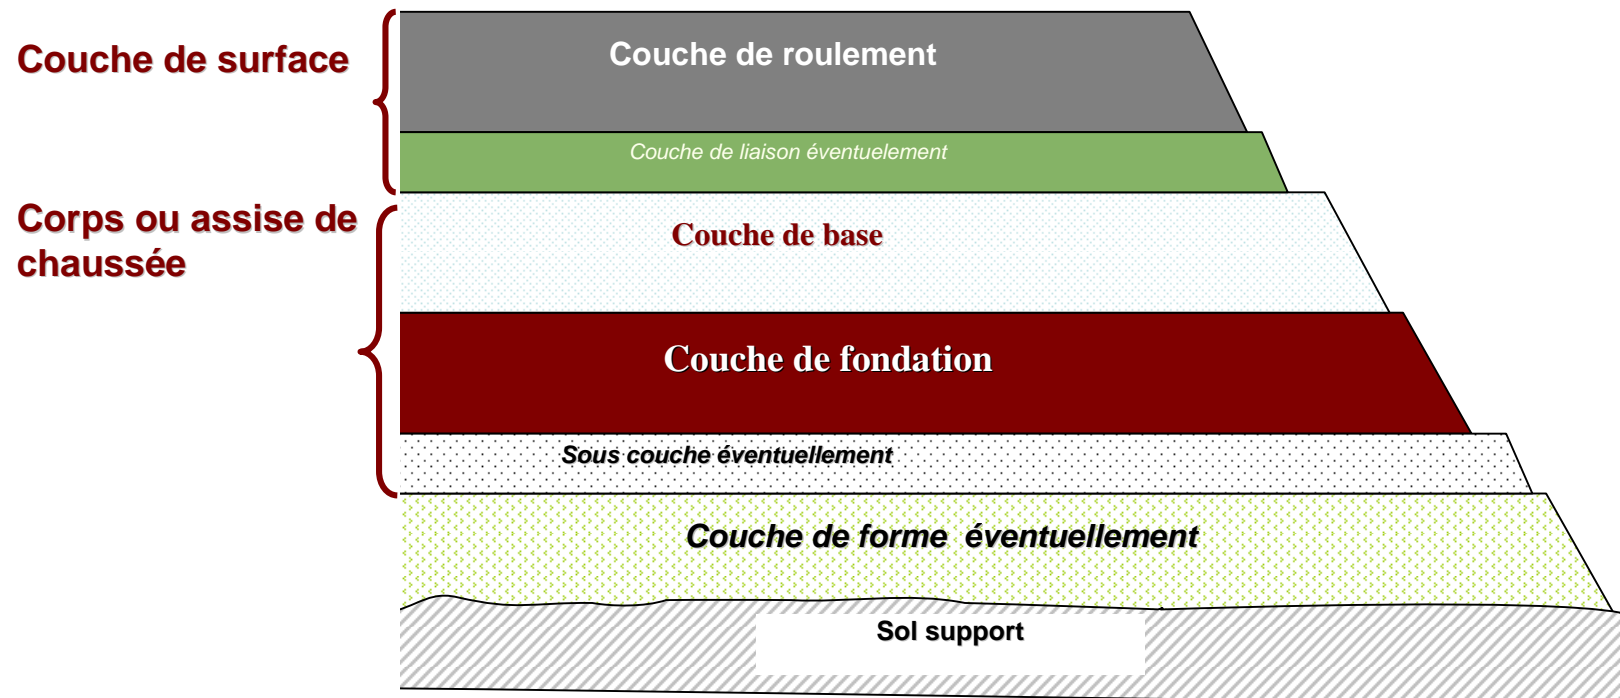 Couche de surface
Couche de roulement
Couche de liaison éventuelement
Corps ou assise de
chaussée
Couche de base
Couche de fondation
Sous couche éventuellement
Couche de forme éventuellement
Sol support